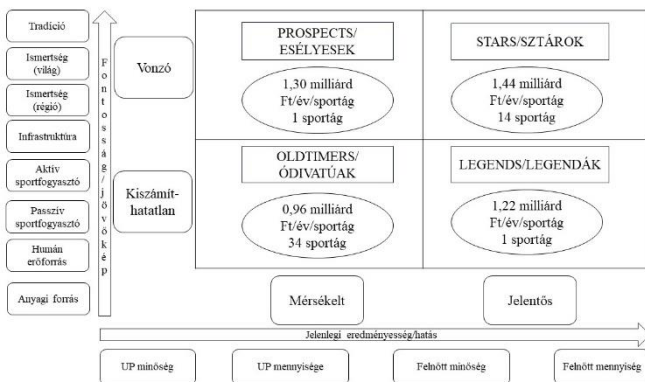 Tradíció
Ismertség
(világ)
Ismertség
(régió)
Infrastruktúra
Aktív
sportfogyasztó
Passzív
sportfogyasztó
Humán
erőforrás
Anyagi forrás
Fontosság/jövőkép
Vonzó
Kiszámít-
hatatlan
PROSPECTS/
ESÉLYESEK
1,30 milliárd
Ft/év/sportág
1 sportág
STARS/SZTÁROK
1,44 milliárd
Ft/év/sportág
14 sportág
OLDTIMERS/
ÓDIVATÚAK
0,96 milliárd
Ft/év/sportág
34 sportág
LEGENDS/LEGENDÁK
1,22 milliárd
Ft/év/sportág
1 sportág
Mérsékelt
Jelentős
Jelenlegi eredményesség/hatás
UP minőség
UP mennyisége
Felnőtt minőség
Felnőtt mennyiség